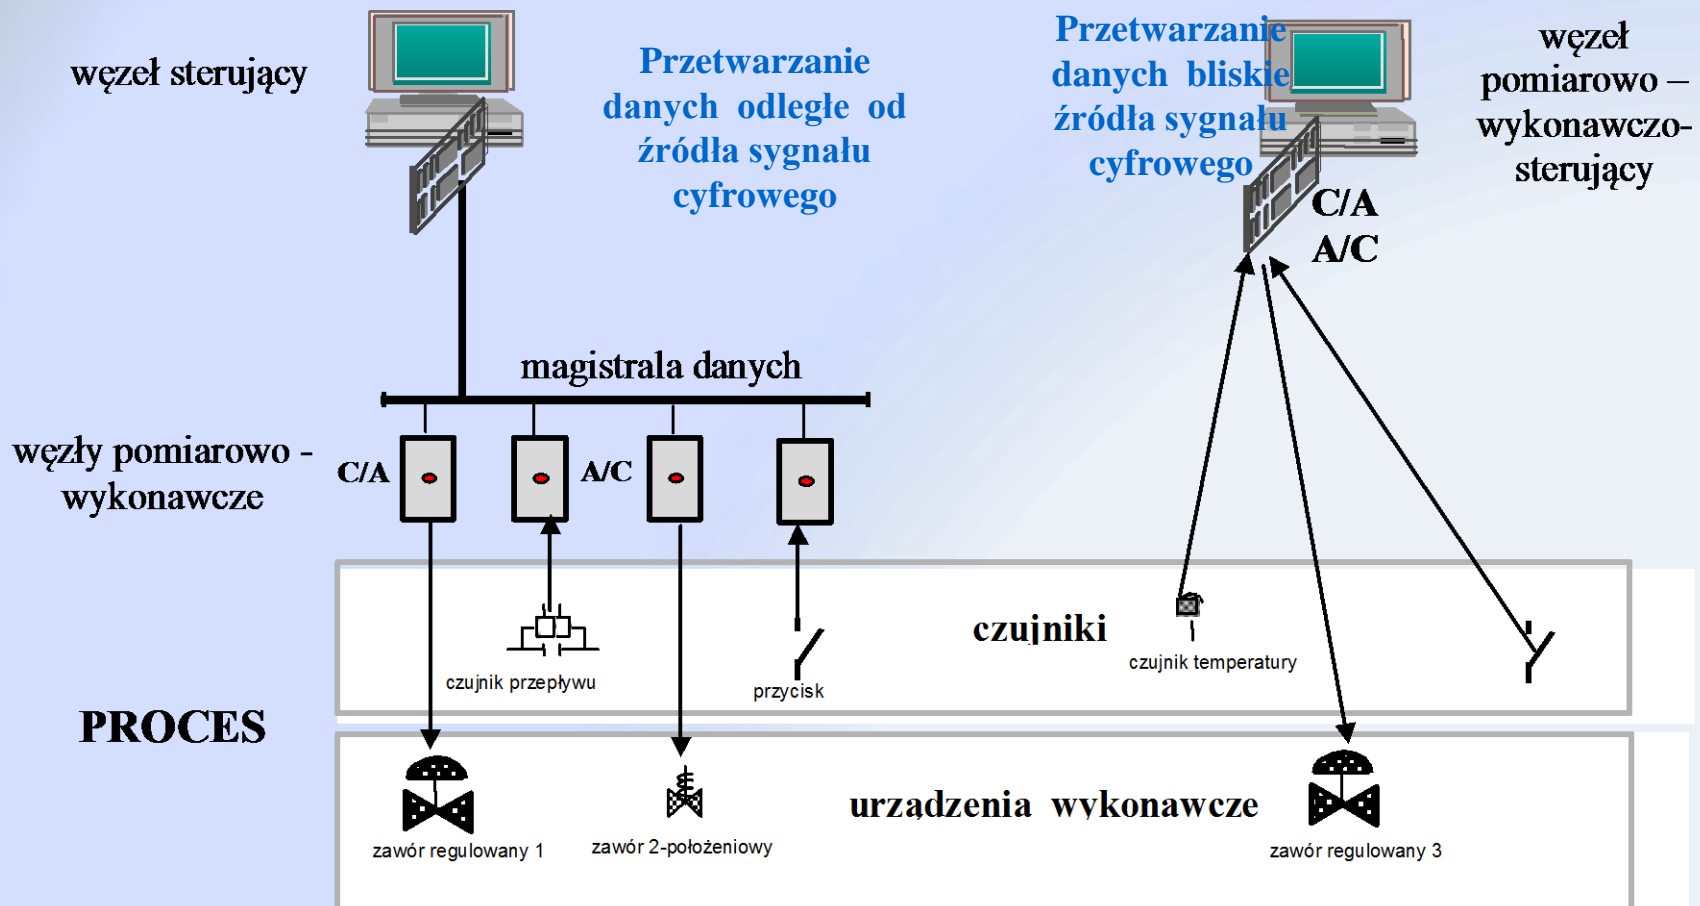 węzeł sterujący
Przetwarzanie
danych odległe od
źródła sygnału
cyfrowego
Przetwarzanie
danych bliskie
źródła sygnału
cyfrowego
węzeł
pomiarowo –
wykonawczo-
sterujący
C/A
A/C
magistrala danych
węzły pomiarowo -
wykonawcze
C/A
A/C
czujnik przepływu
przycisk
czujniki
czujnik temperatury
PROCES
urządzenia wykonawcze
zawór regulowany 1
zawór 2-położeniowy
zawór regulowany 3